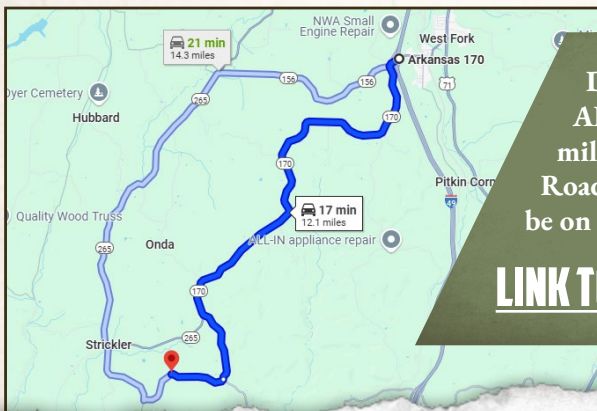 NWA Small
Engine Repair
West Fork
21 min
14.3 miles
Arkansas 170
156
156
71
265
Dyer Cemetery
Hubbard
170
170
Pitkin Corn
49
17 min
12.1 miles
Quality Wood Truss
265
Onda
ALL-IN appliance repair
170
265
Strickler
mil
Road
be on
LINK